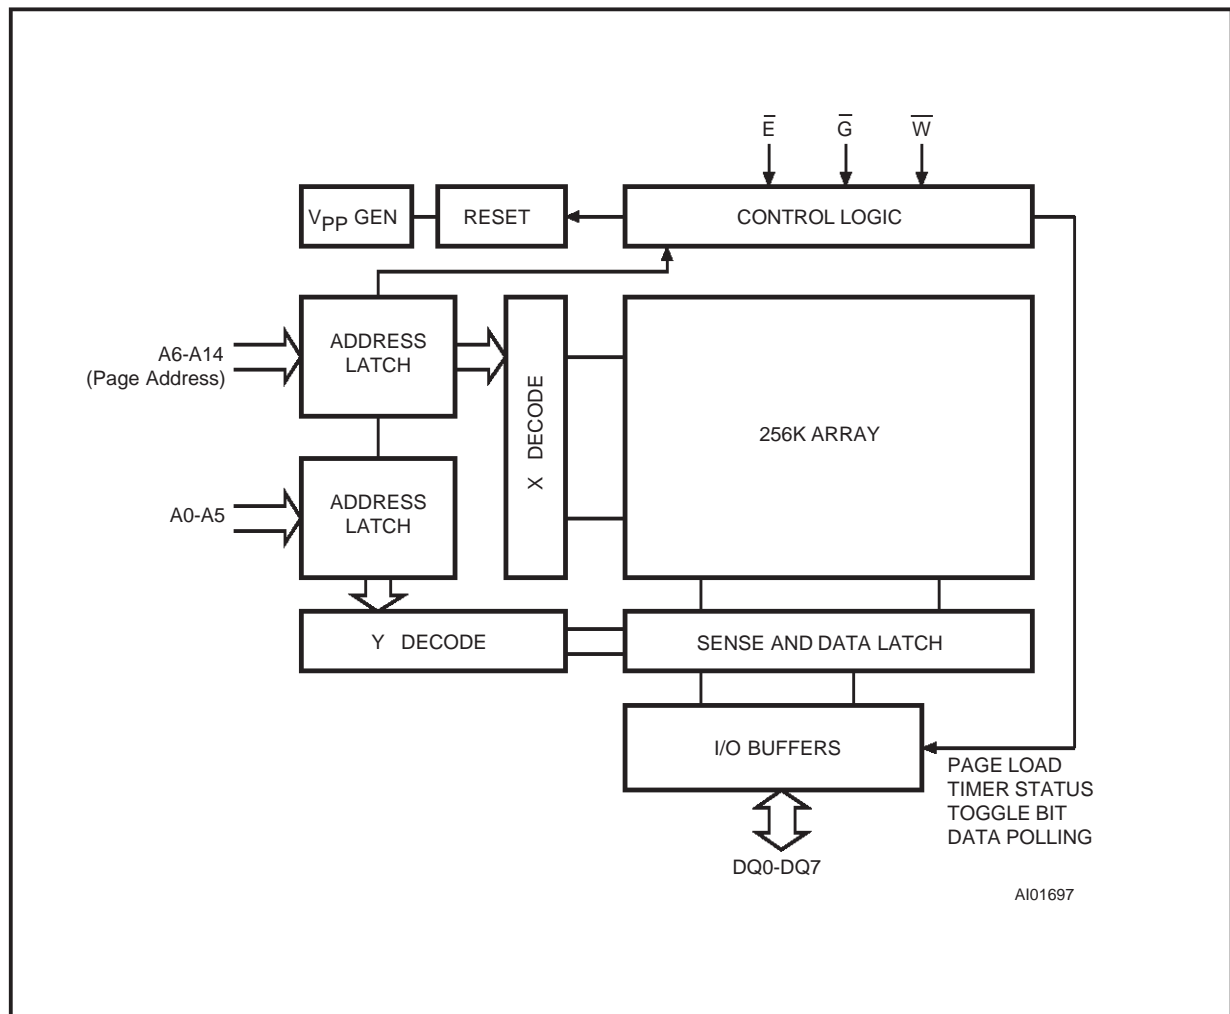 E̅ G̅ W̅
V_PP GEN
RESET
CONTROL LOGIC
A6-A14
(Page Address)
ADDRESS
LATCH
X DECODE
256K ARRAY
A0-A5
ADDRESS
LATCH
Y DECODE
SENSE AND DATA LATCH
I/O BUFFERS
PAGE LOAD
TIMER STATUS
TOGGLE BIT
DATA POLLING
DQ0-DQ7
AI01697